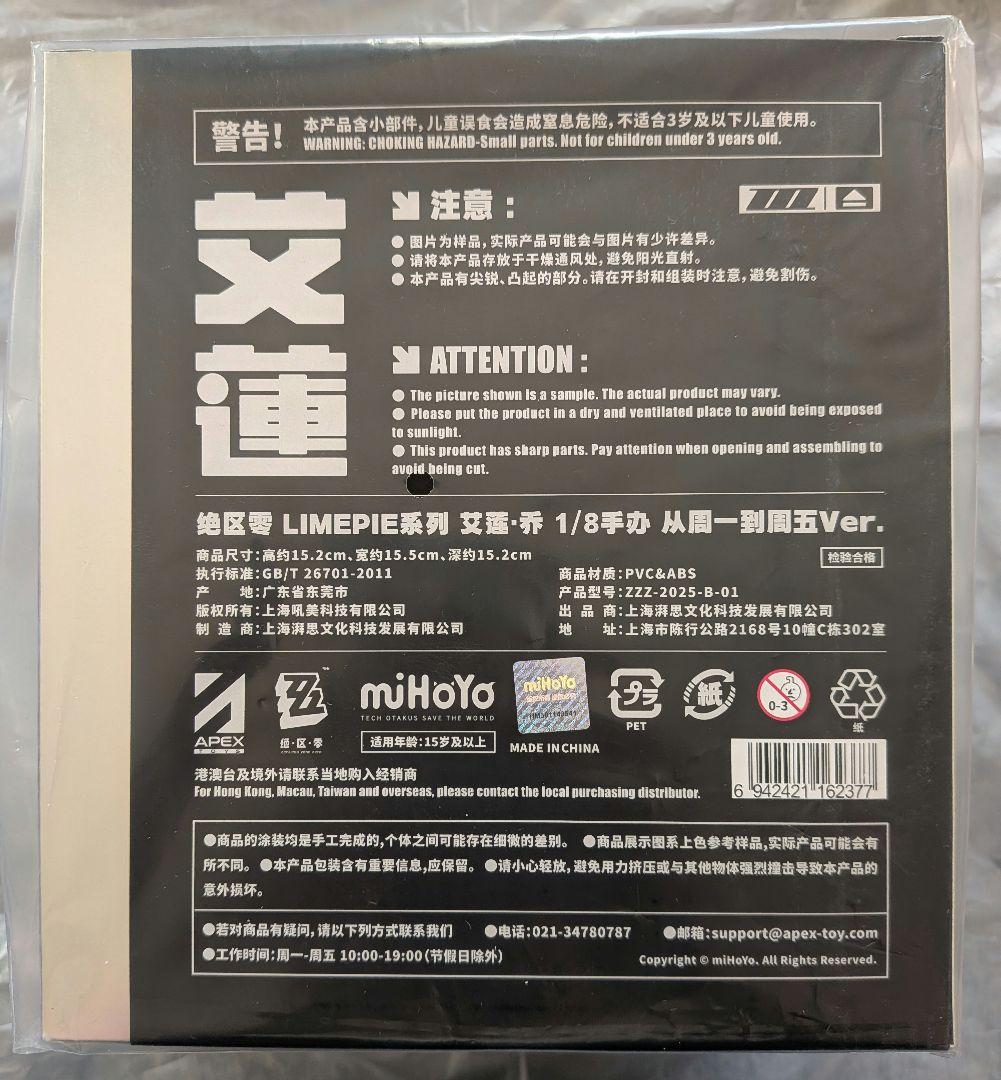 警告！
本产品含小部件，儿童误食会造成窒息危险，不适合3岁及以下儿童使用。
WARNING: CHOKING HAZARD-Small parts. Not for children under 3 years old.
艾蓮
注意：
ZZZ
● 图片为样品，实际产品可能会与图片有少许差异。
● 请将本产品存放于干燥通风处，避免阳光直射。
● 本产品有尖锐、凸起的部分。请在开封和组装时注意，避免割伤。
ATTENTION:
● The picture shown is a sample. The actual product may vary.
● Please put the product in a dry and ventilated place to avoid being exposed
to sunlight.
● This product has sharp parts. Pay attention when opening and assembling to
avoid being cut.
绝区零 LIMEPIE系列 艾莲·乔 1/8手办 从周一到周五Ver.
商品尺寸：高约15.2cm、宽约15.5cm、深约15.2cm
检验合格
执行标准：GB/T 26701-2011
商品材质：PVC&ABS
产地：广东省东莞市
产品型号：ZZZ-2025-B-01
版权所有：上海吼美科技有限公司
出品商：上海湃思文化科技发展有限公司
制造商：上海湃思文化科技发展有限公司
地址：上海市陈行公路2168号10幢C栋302室
APEX
TOYS
绝·区·零
miHoYo
TECH OTAKUS SAVE THE WORLD
适用年龄：15岁及以上
miHoYo
MADE IN CHINA
PET
紙
0-3
纸
港澳台及境外请联系当地购入经销商
For Hong Kong, Macau, Taiwan and overseas, please contact the local purchasing distributor.
6 942421 162377
●商品的涂装均是手工完成的，个体之间可能存在细微的差别。 ●商品展示图系上色参考样品，实际产品可能会有
所不同。 ●本产品包装含有重要信息，应保留。 ●请小心轻放，避免用力挤压或与其他物体强烈撞击导致本产品的
意外损坏。
●若对商品有疑问，请以下列方式联系我们 ●电话：021-34780787 ●邮箱：support@apex-toy.com
●工作时间：周一-周五 10:00-19:00（节假日除外）
Copyright © miHoYo. All Rights Reserved.